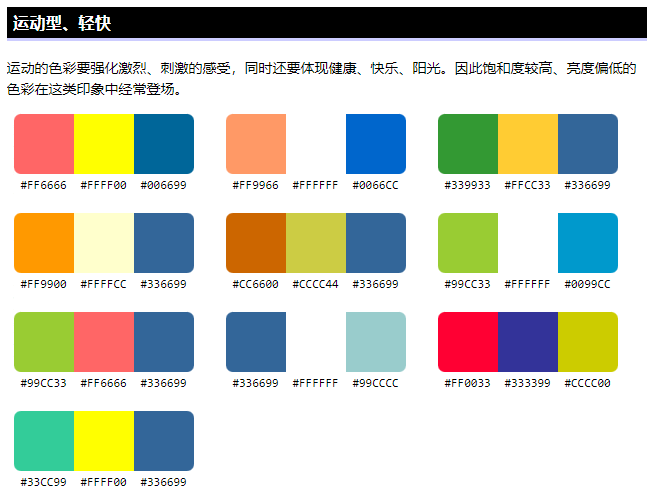 运动型、轻快
运动的色彩要强化激烈、刺激的感受，同时还要体现健康、快乐、阳光。因此饱和度较高、亮度偏低的
色彩在这类印象中经常登场。
#FF6666 #FFFF00 #006699 #FF9966 #FFFFFF #0066CC #339933 #FFCC33 #336699
#FF9900 #FFFFCC #336699 #CC6600 #CCCC44 #336699 #99CC33 #FFFFFF #0099CC
#99CC33 #FF6666 #336699 #336699 #FFFFFF #99CCCC #FF0033 #333399 #CCCC00
#33CC99 #FFFF00 #336699